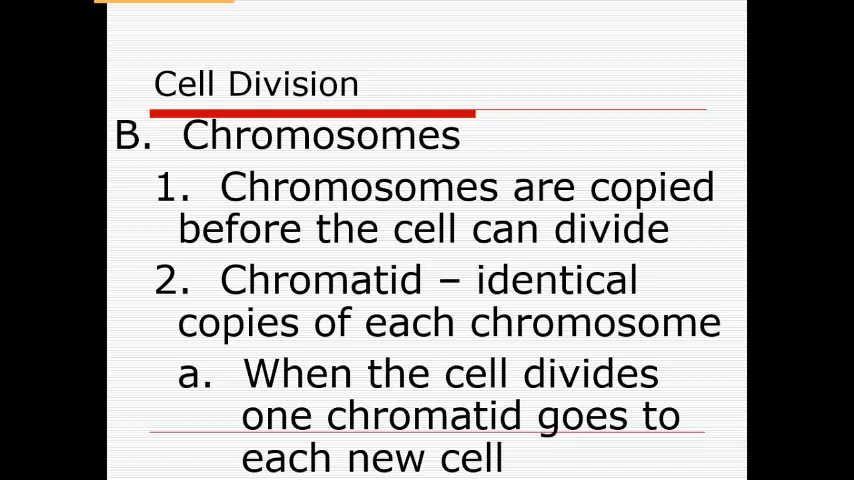 Cell Division
B. Chromosomes
1. Chromosomes are copied
before the cell can divide
2. Chromatid – identical
copies of each chromosome
a. When the cell divides
one chromatid goes to
each new cell